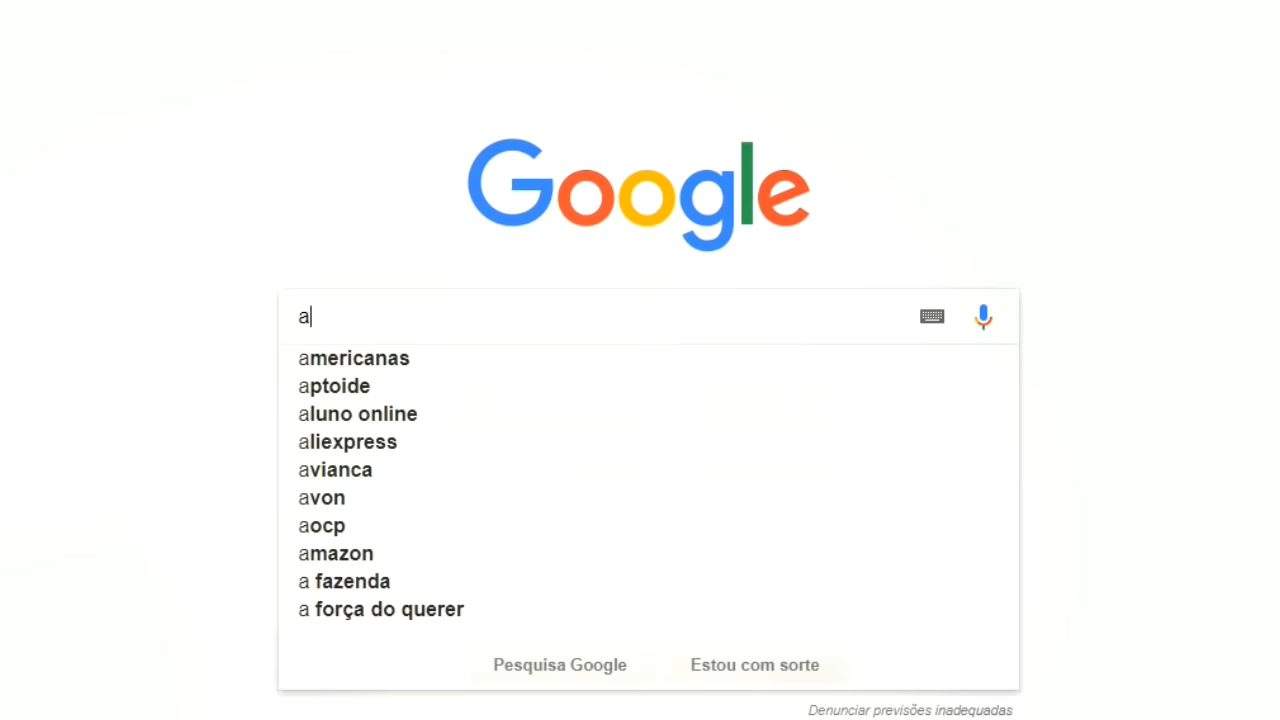 Google
a
americanas
aptoide
aluno online
aliexpress
avianca
avon
aocp
amazon
a fazenda
a força do querer
Pesquisa Google Estou com sorte
Denunciar previsões inadequadas